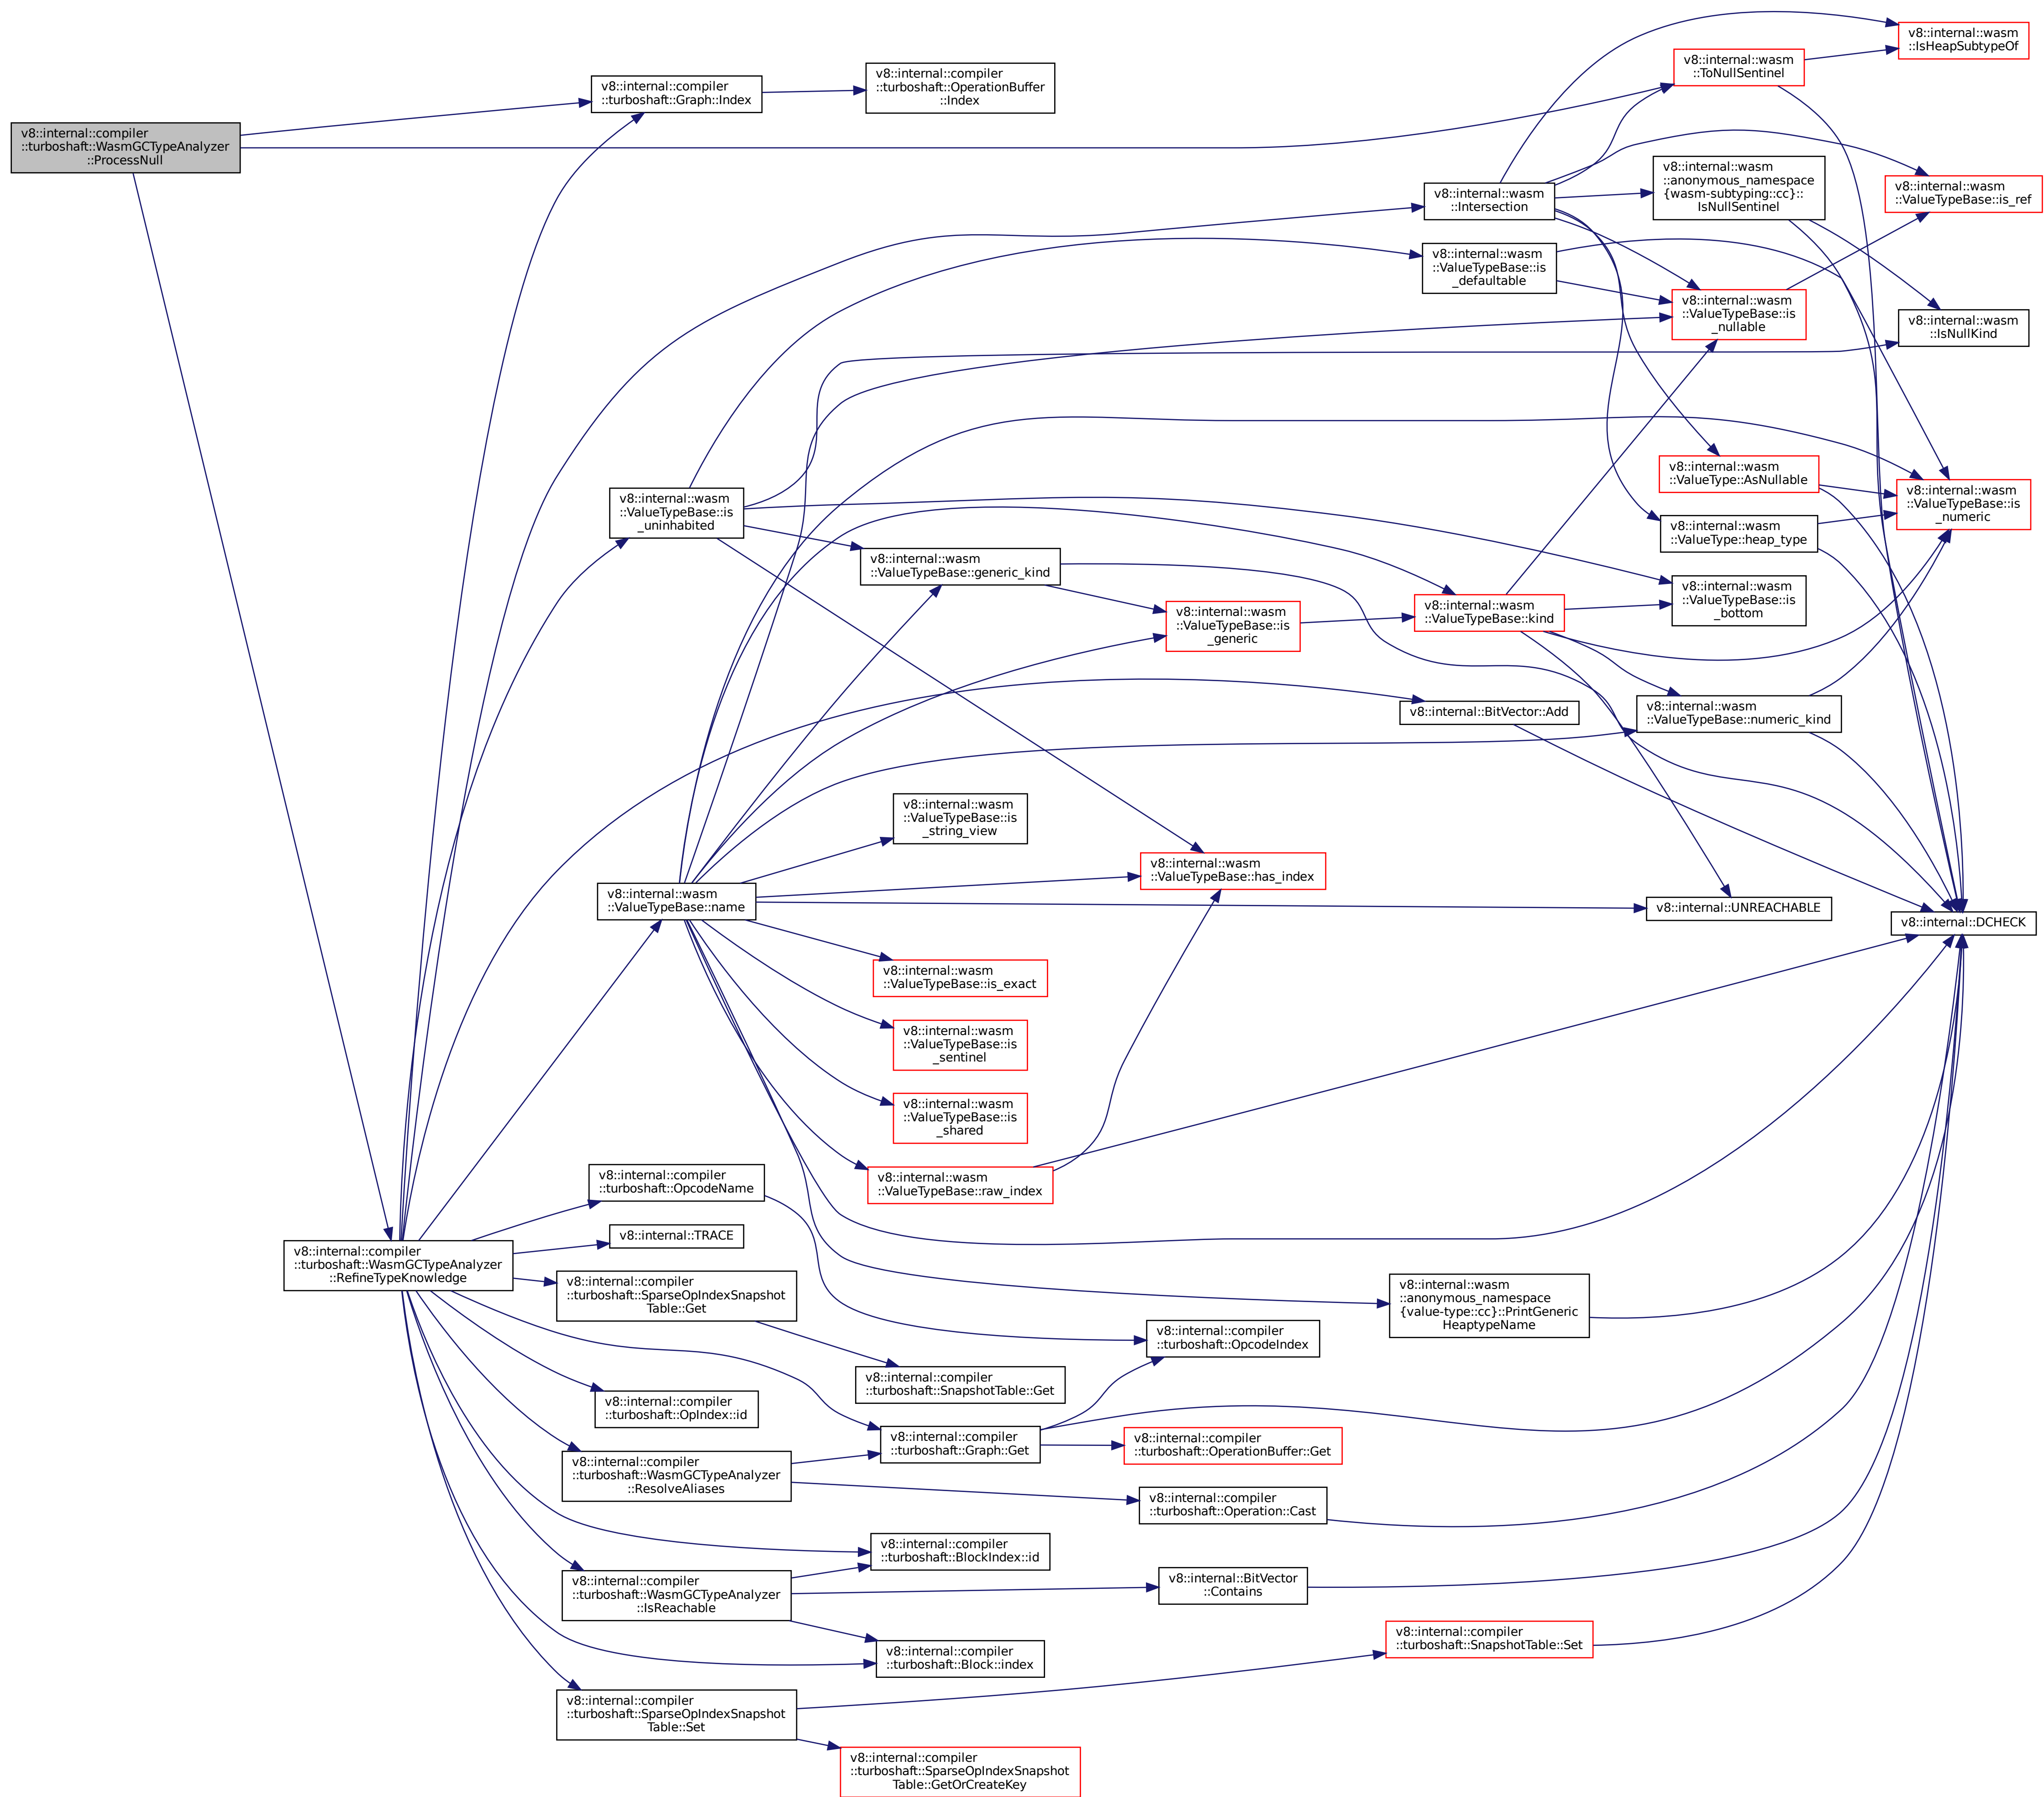 v8::internal::compiler
::turboshaft::WasmGCTypeAnalyzer
::ProcessNull
v8::internal::compiler
::turboshaft::Graph::Index
v8::internal::compiler
::turboshaft::OperationBuffer
::Index
v8::internal::wasm
::ToNullSentinel
v8::internal::wasm
::IsHeapSubtypeOf
v8::internal::wasm
::Intersection
v8::internal::wasm
::anonymous_namespace
{wasm-subtyping::cc}::
IsNullSentinel
v8::internal::wasm
::ValueTypeBase::is_ref
v8::internal::wasm
::ValueTypeBase::is
_defaultable
v8::internal::wasm
::ValueTypeBase::is
_nullable
v8::internal::wasm
::IsNullKind
v8::internal::wasm
::ValueType::AsNullable
v8::internal::wasm
::ValueTypeBase::is
_numeric
v8::internal::wasm
::ValueTypeBase::is
_uninhabited
v8::internal::wasm
::ValueType::heap_type
v8::internal::wasm
::ValueTypeBase::generic_kind
v8::internal::wasm
::ValueTypeBase::is
_generic
v8::internal::wasm
::ValueTypeBase::kind
v8::internal::wasm
::ValueTypeBase::is
_bottom
v8::internal::BitVector::Add
v8::internal::wasm
::ValueTypeBase::numeric_kind
v8::internal::wasm
::ValueTypeBase::is
_string_view
v8::internal::wasm
::ValueTypeBase::name
v8::internal::wasm
::ValueTypeBase::has_index
v8::internal::UNREACHABLE
v8::internal::DCHECK
v8::internal::wasm
::ValueTypeBase::is_exact
v8::internal::wasm
::ValueTypeBase::is
_sentinel
v8::internal::wasm
::ValueTypeBase::is
_shared
v8::internal::wasm
::ValueTypeBase::raw_index
v8::internal::compiler
::turboshaft::OpcodeName
v8::internal::TRACE
v8::internal::compiler
::turboshaft::WasmGCTypeAnalyzer
::RefineTypeKnowledge
v8::internal::compiler
::turboshaft::SparseOpIndexSnapshot
Table::Get
v8::internal::wasm
::anonymous_namespace
{value-type::cc}::PrintGeneric
HeaptypeName
v8::internal::compiler
::turboshaft::OpcodeIndex
v8::internal::compiler
::turboshaft::SnapshotTable::Get
v8::internal::compiler
::turboshaft::OpIndex::id
v8::internal::compiler
::turboshaft::Graph::Get
v8::internal::compiler
::turboshaft::OperationBuffer::Get
v8::internal::compiler
::turboshaft::WasmGCTypeAnalyzer
::ResolveAliases
v8::internal::compiler
::turboshaft::Operation::Cast
v8::internal::compiler
::turboshaft::BlockIndex::id
v8::internal::compiler
::turboshaft::WasmGCTypeAnalyzer
::IsReachable
v8::internal::BitVector
::Contains
v8::internal::compiler
::turboshaft::Block::index
v8::internal::compiler
::turboshaft::SnapshotTable::Set
v8::internal::compiler
::turboshaft::SparseOpIndexSnapshot
Table::Set
v8::internal::compiler
::turboshaft::SparseOpIndexSnapshot
Table::GetOrCreateKey